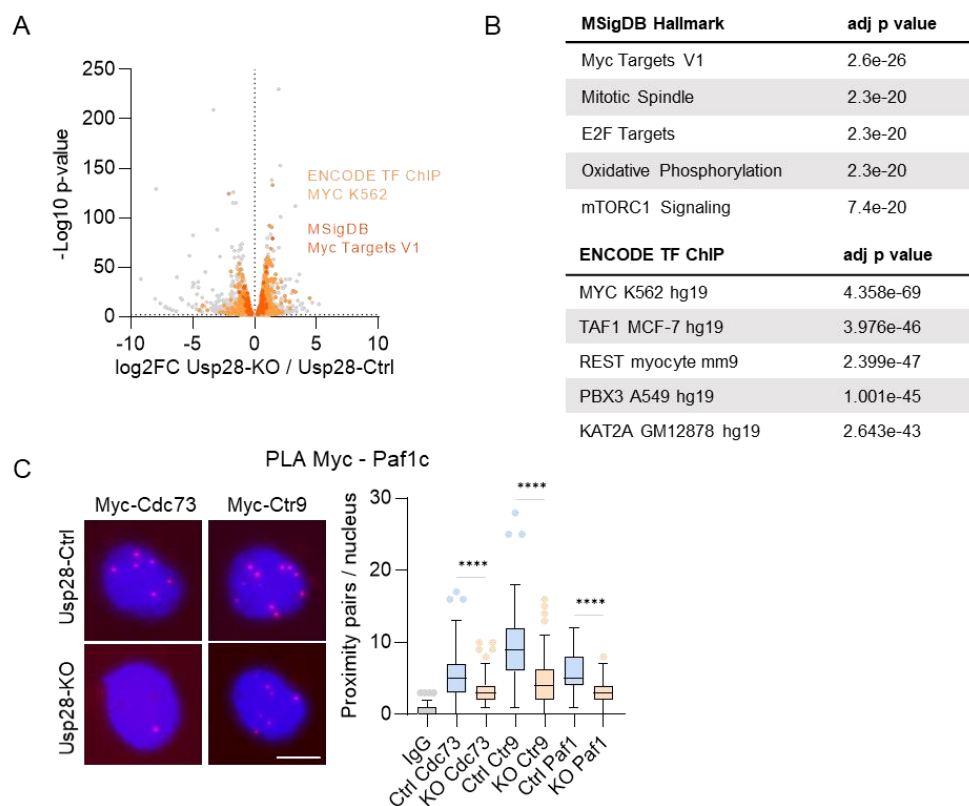 A
250
200
150
100
50
0
-Log10 p-value
-10
-5
0
5
10
log2FC Usp28-KO / Usp28-Ctrl
ENCODE TF ChIP
MYC K562
MSigDB
Myc Targets V1
B
MSigDB Hallmark adj p value
Myc Targets V1 2.6e-26
Mitotic Spindle 2.3e-20
E2F Targets 2.3e-20
Oxidative Phosphorylation 2.3e-20
mTORC1 Signaling 7.4e-20
ENCODE TF ChIP adj p value
MYC K562 hg19 4.358e-69
TAF1 MCF-7 hg19 3.976e-46
REST myocyte mm9 2.399e-47
PBX3 A549 hg19 1.001e-45
KAT2A GM12878 hg19 2.643e-43
C
PLA Myc - Paf1c
Myc-Cdc73 Myc-Ctr9
Usp28-Ctrl
Usp28-KO
Proximity pairs / nucleus
30
20
10
0
****
****
****
IgG
Ctrl Cdc73
KO Cdc73
Ctrl Ctr9
KO Ctr9
Ctrl Paf1
KO Paf1